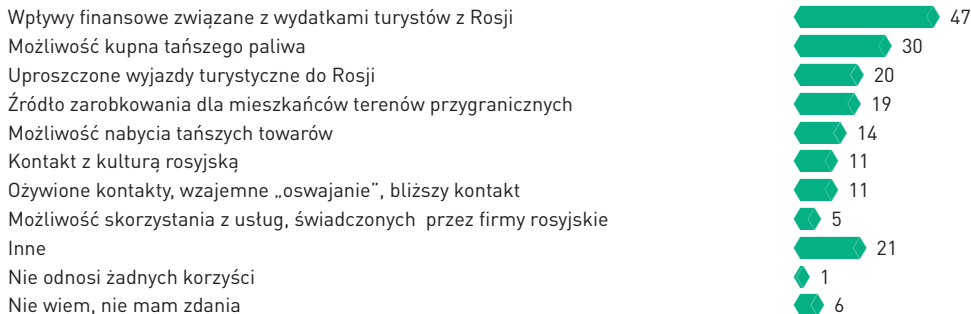 Wpływy finansowe związane z wydatkami turystów z Rosji 47
Możliwość kupna tańszego paliwa 30
Uproszczone wyjazdy turystyczne do Rosji 20
Źródło zarobkowania dla mieszkańców terenów przygranicznych 19
Możliwość nabycia tańszych towarów 14
Kontakt z kulturą rosyjską 11
Ożywione kontakty, wzajemne „oswajanie”, bliższy kontakt 11
Możliwość skorzystania z usług, świadczonych przez firmy rosyjskie 5
Inne 21
Nie odnosi żadnych korzyści 1
Nie wiem, nie mam zdania 6